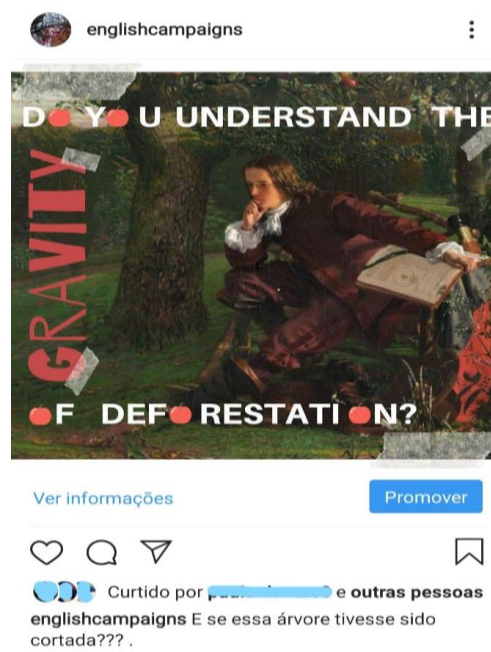 englishcampaigns
DO YOU UNDERSTAND THE
GRAVITY
OF DEFORESTATION?
Ver informações
Promover
Curtido por e outras pessoas
englishcampaigns E se essa árvore tivesse sido
cortada??? .